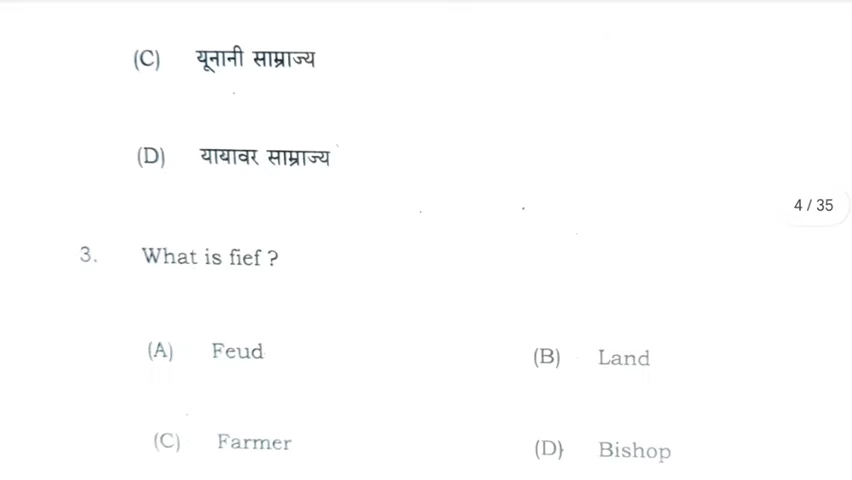 (C) यूनानी साम्राज्य
(D) यायावर साम्राज्य
4 / 35
3. What is fief ?
(A) Feud
(B) Land
(C) Farmer
(D) Bishop